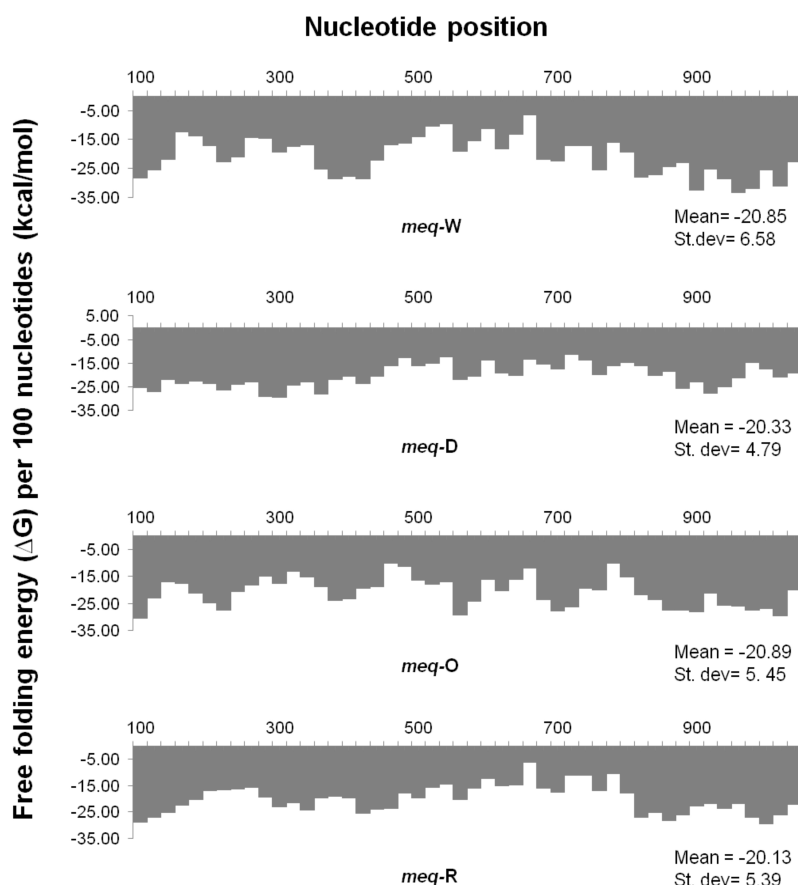 Nucleotide position
Free folding energy (ΔG) per 100 nucleotides (kcal/mol)
100 300 500 700 900
-5.00
-15.00
-25.00
-35.00
meq-W
Mean= -20.85
St.dev= 6.58
100 300 500 700 900
5.00
-5.00
-15.00
-25.00
-35.00
meq-D
Mean = -20.33
St. dev= 4.79
100 300 500 700 900
-5.00
-15.00
-25.00
-35.00
meq-O
Mean = -20.89
St. dev= 5. 45
100 300 500 700 900
-5.00
-15.00
-25.00
-35.00
meq-R
Mean = -20.13
St. dev= 5.39